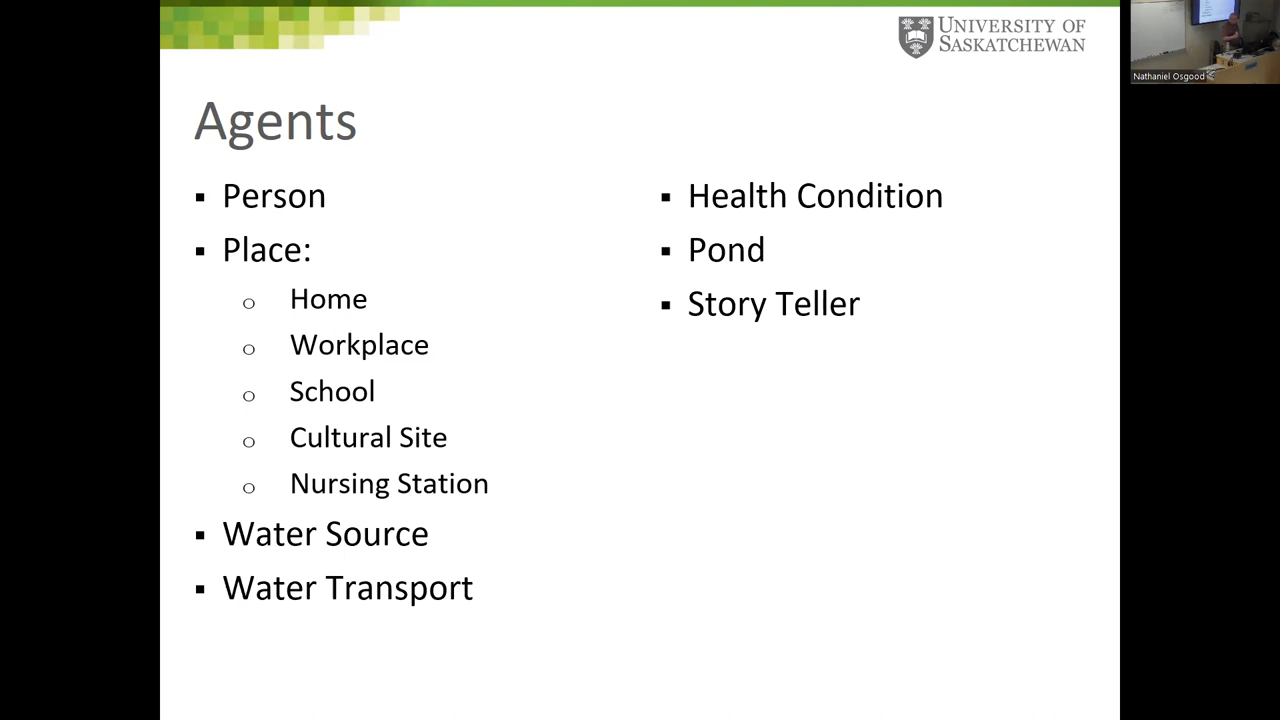 UNIVERSITY OF
SASKATCHEWAN
Nathaniel Osgood
Agents
▪ Person
▪ Place:
o Home
o Workplace
o School
o Cultural Site
o Nursing Station
▪ Water Source
▪ Water Transport
▪ Health Condition
▪ Pond
▪ Story Teller